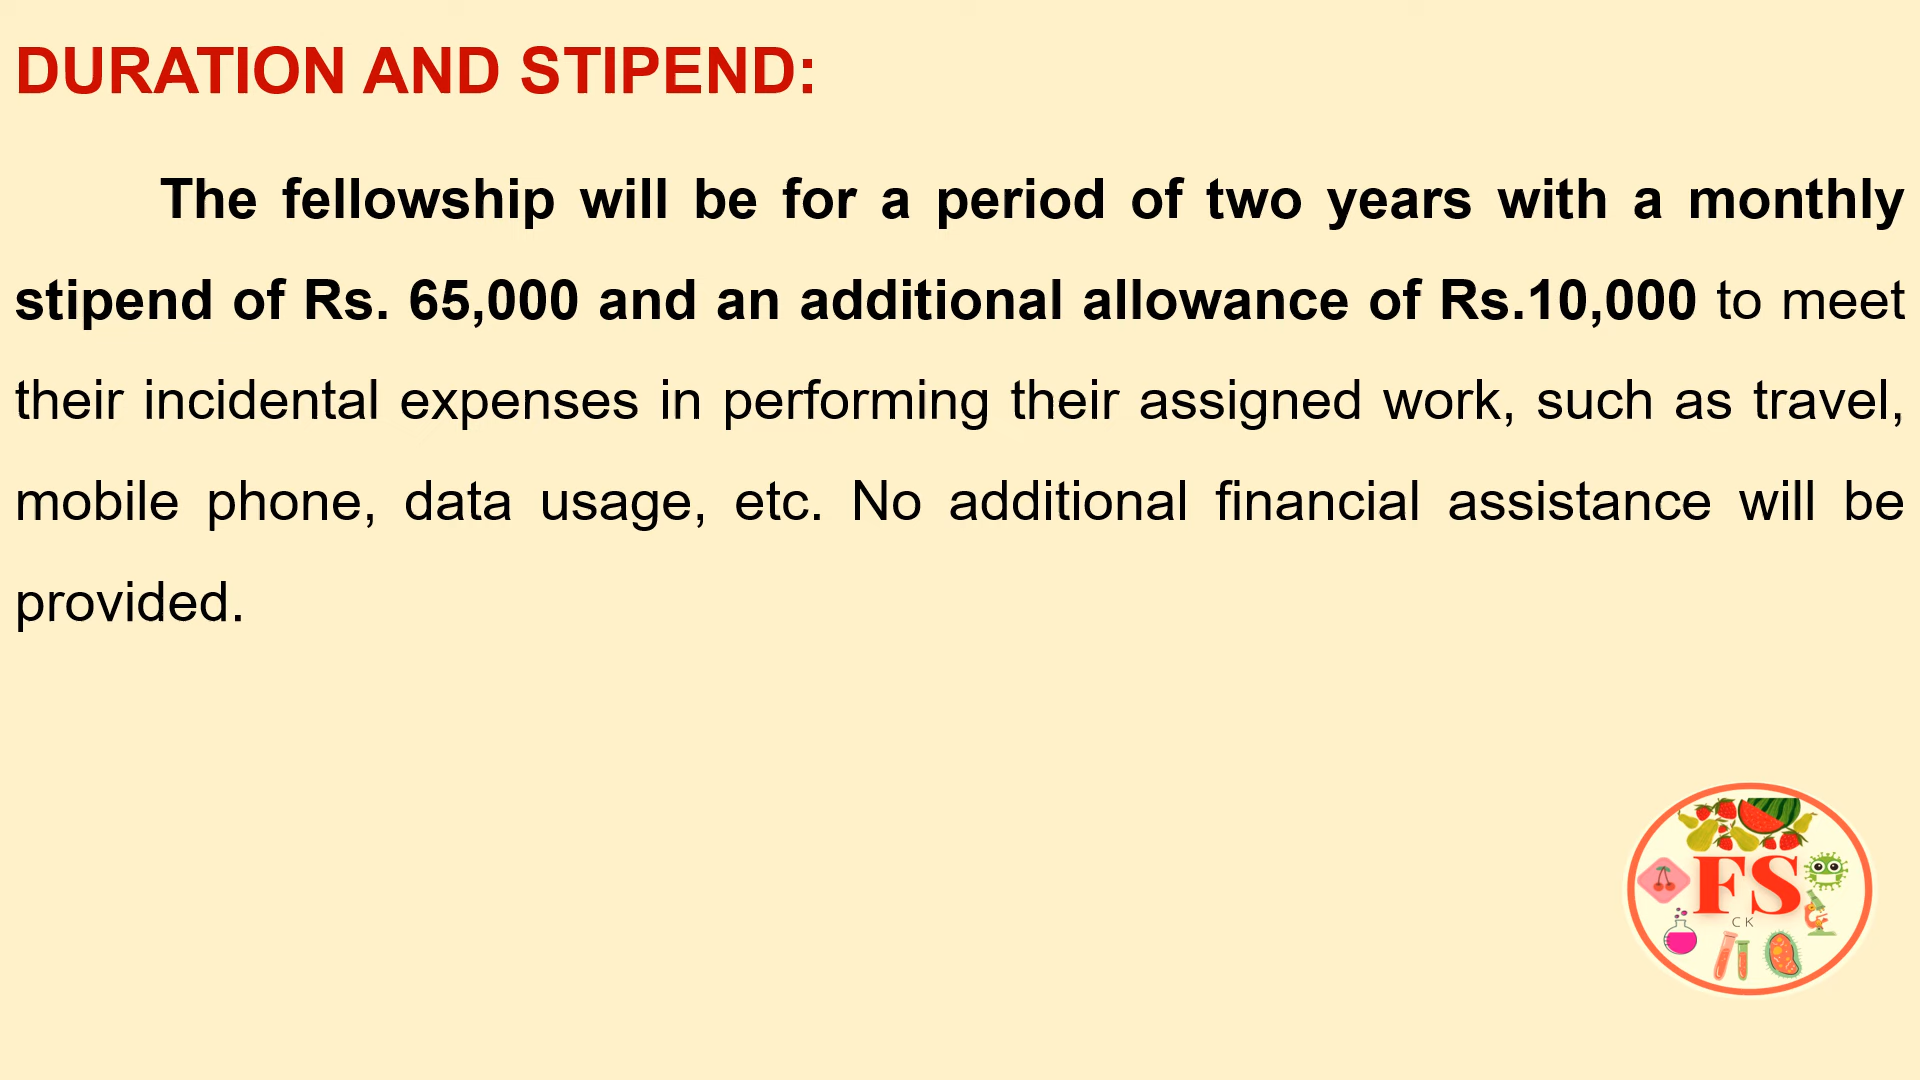 DURATION AND STIPEND:
The fellowship will be for a period of two years with a monthly
stipend of Rs. 65,000 and an additional allowance of Rs.10,000 to meet
their incidental expenses in performing their assigned work, such as travel,
mobile phone, data usage, etc. No additional financial assistance will be
provided.
FS
CK